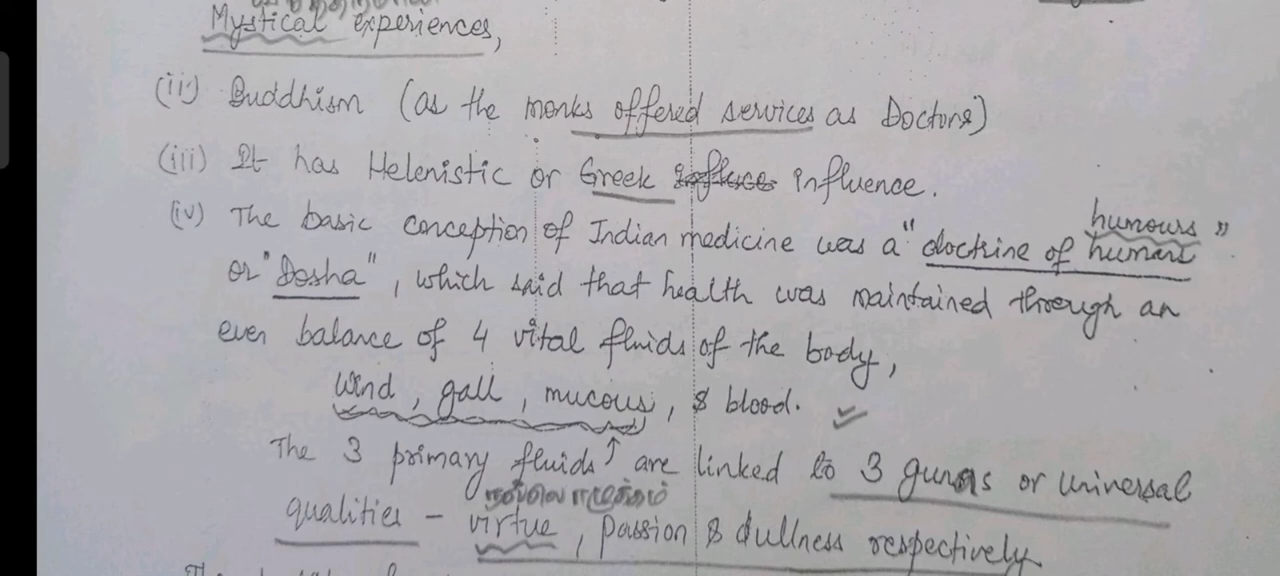 Mystical experiences,
(ii) Buddhism (as the monks offered services as Doctors)
(iii) It has Helenistic or Greek influence.
humours "
(iv) The basic conception of Indian medicine was a "doctrine of humans
or "Dosha", which said that health was maintained through an
even balance of 4 vital fluids of the body,
wind, gall, mucous, & blood.
The 3 primary fluids are linked to 3 gunas or universal
qualities - virtue, passion & dullness respectively